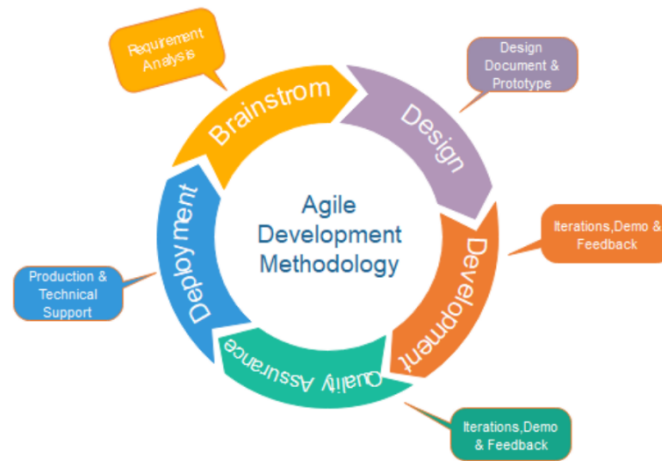 Requirement
Analysis
Brainstrom
Design
Document &
Prototype
Design
Agile
Development
Methodology
Iterations,Demo &
Feedback
Development
Production &
Technical
Support
Deployment
Quality Assurance
Iterations,Demo
& Feedback